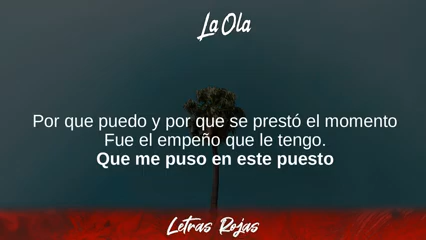 La Ola
Por que puedo y por que se prestó el momento
Fue el empeño que le tengo.
Que me puso en este puesto
Letras Rojas